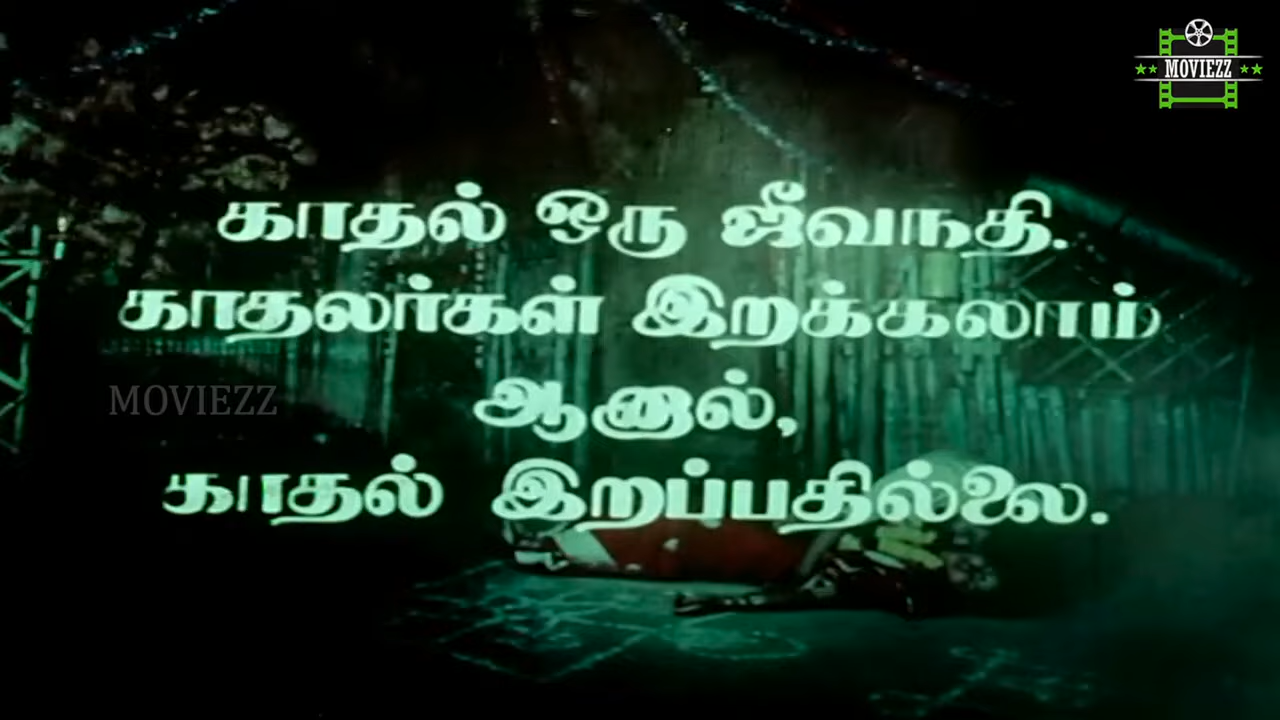 MOVIEZZ
காதல் ஒரு ஜீவநதி.
காதலர்கள் இறக்கலாம்
ஆனால்,
MOVIEZZ
காதல் இறப்பதில்லை.